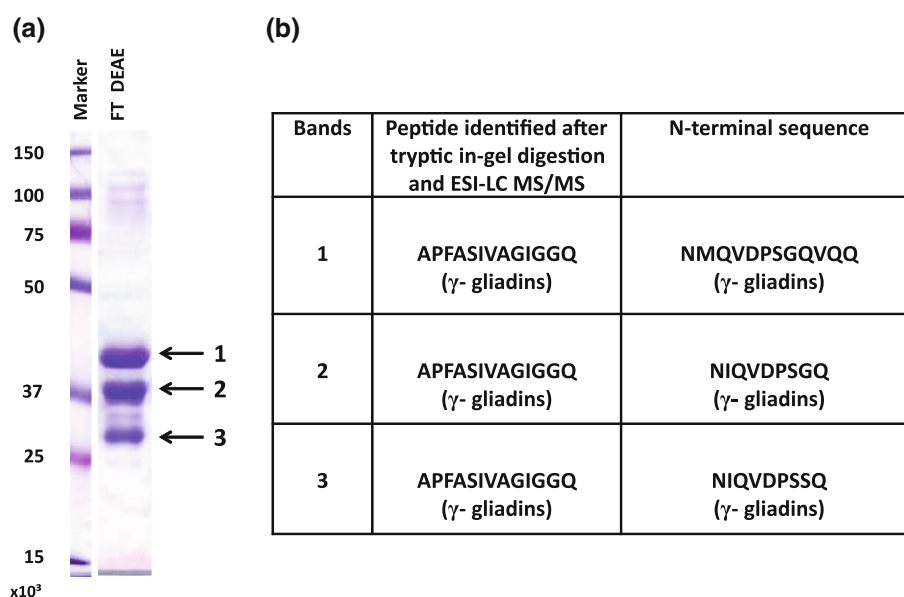 (a)
(b)
Marker
FT DEAE
150
100
75
50
37
25
15
x10³
1
2
3
Bands
Peptide identified after
tryptic in-gel digestion
and ESI-LC MS/MS
N-terminal sequence
1
APFASIVAGIGGQ
(γ- gliadins)
NMQVDPSGQVQQ
(γ- gliadins)
2
APFASIVAGIGGQ
(γ- gliadins)
NIQVDPSGQ
(γ- gliadins)
3
APFASIVAGIGGQ
(γ- gliadins)
NIQVDPSSQ
(γ- gliadins)